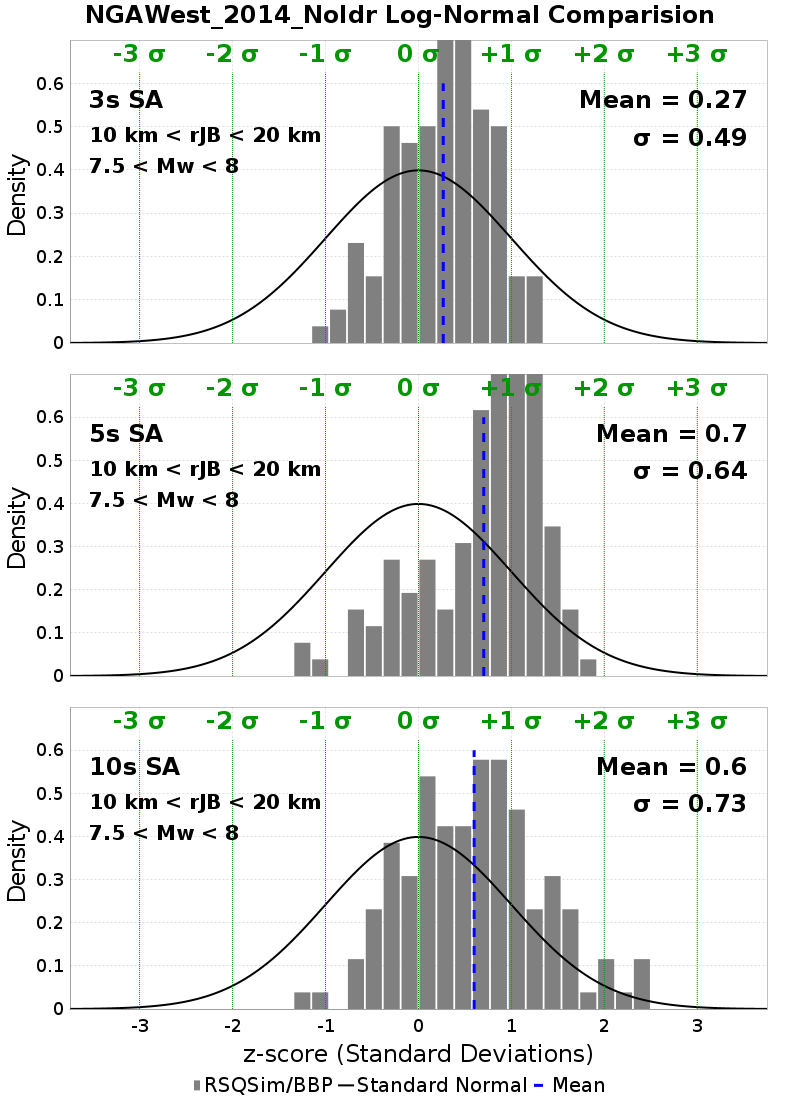 NGAWest_2014_NoIdr Log-Normal Comparision
-3 σ -2 σ -1 σ 0 σ +1 σ +2 σ +3 σ
3s SA
10 km < rJB < 20 km
7.5 < Mw < 8
Mean = 0.27
σ = 0.49
Density
0.6
0.5
0.4
0.3
0.2
0.1
0
-3 σ -2 σ -1 σ 0 σ +1 σ +2 σ +3 σ
5s SA
10 km < rJB < 20 km
7.5 < Mw < 8
Mean = 0.7
σ = 0.64
Density
0.6
0.5
0.4
0.3
0.2
0.1
0
-3 σ -2 σ -1 σ 0 σ +1 σ +2 σ +3 σ
10s SA
10 km < rJB < 20 km
7.5 < Mw < 8
Mean = 0.6
σ = 0.73
Density
0.6
0.5
0.4
0.3
0.2
0.1
0
-3 -2 -1 0 1 2 3
z-score (Standard Deviations)
RSQSim/BBP Standard Normal Mean